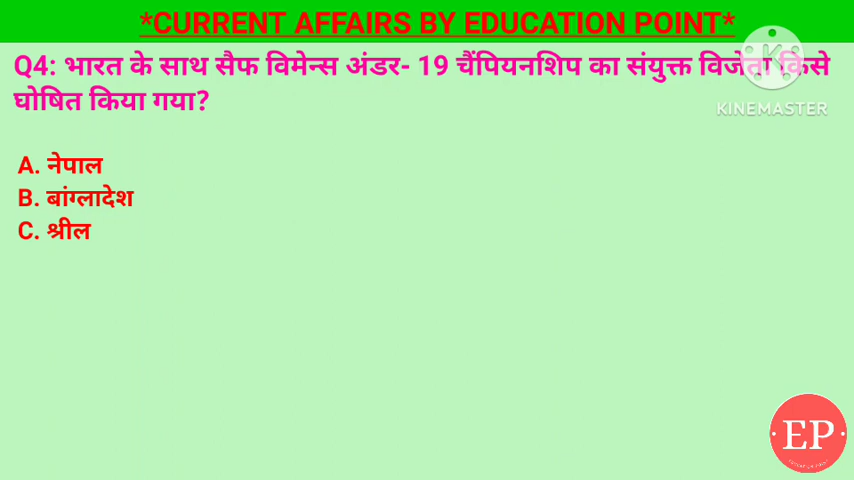 *CURRENT AFFAIRS BY EDUCATION POINT*
Q4: भारत के साथ सैफ विमेन्स अंडर- 19 चैंपियनशिप का संयुक्त विजेता किसे
घोषित किया गया?
KINEMASTER
A. नेपाल
B. बांग्लादेश
C. श्रील
EP